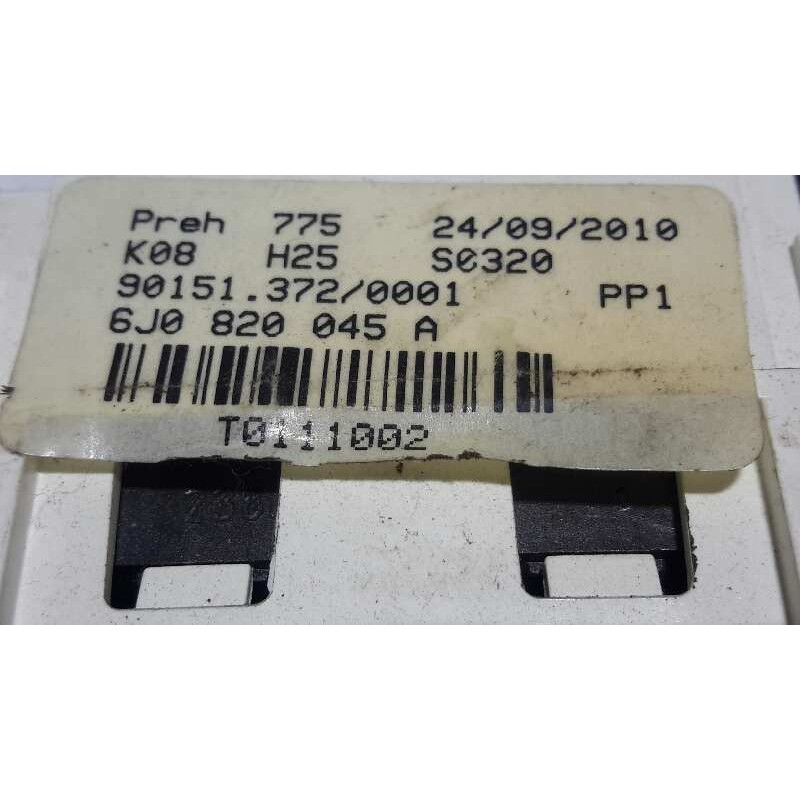 Preh 775 24/09/2010
K08 H25 S0320
90151.372/0001 PP1
6J0 820 045 A
T0111002